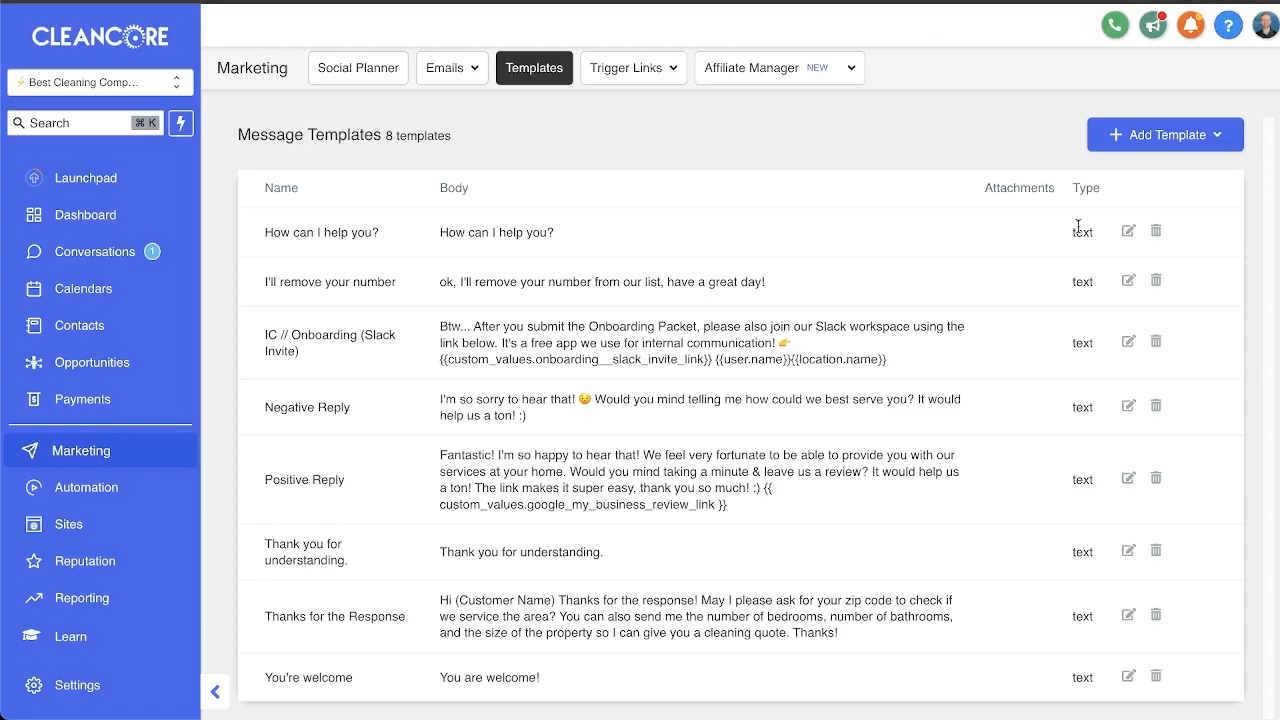 CLEANCORE
⚡ Best Cleaning Comp...
Search ⌘ K
Launchpad
Dashboard
Conversations 1
Calendars
Contacts
Opportunities
Payments
Marketing
Automation
Sites
Reputation
Reporting
Learn
Settings
Marketing Social Planner Emails Templates Trigger Links Affiliate Manager NEW
?
Message Templates 8 templates
+ Add Template
Name Body Attachments Type
How can I help you? How can I help you? text
I'll remove your number ok, I'll remove your number from our list, have a great day! text
IC // Onboarding (Slack
Invite)
Btw... After you submit the Onboarding Packet, please also join our Slack workspace using the
link below. It's a free app we use for internal communication! 👉
{{custom_values.onboarding__slack_invite_link}} {{user.name}}{{location.name}}
text
Negative Reply
I'm so sorry to hear that! 😟 Would you mind telling me how could we best serve you? It would
help us a ton! :)
text
Positive Reply
Fantastic! I'm so happy to hear that! We feel very fortunate to be able to provide you with our
services at your home. Would you mind taking a minute & leave us a review? It would help us
a ton! The link makes it super easy, thank you so much! :) {{
custom_values.google_my_business_review_link }}
text
Thank you for
understanding.
Thank you for understanding.
text
Thanks for the Response
Hi (Customer Name) Thanks for the response! May I please ask for your zip code to check if
we service the area? You can also send me the number of bedrooms, number of bathrooms,
and the size of the property so I can give you a cleaning quote. Thanks!
text
You're welcome You are welcome! text